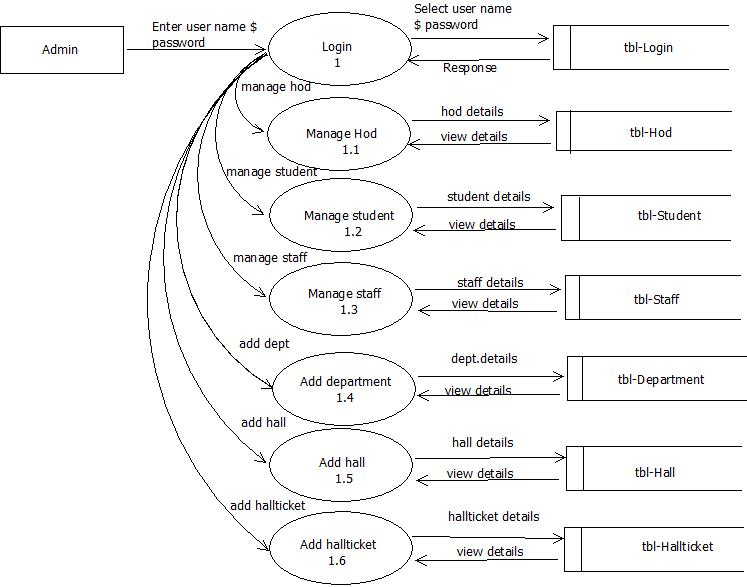 Admin
Enter user name $
password
Login
1
Select user name
$ password
Response
tbl-Login
manage hod
Manage Hod
1.1
hod details
view details
tbl-Hod
manage student
Manage student
1.2
student details
view details
tbl-Student
manage staff
Manage staff
1.3
staff details
view details
tbl-Staff
add dept
Add department
1.4
dept.details
view details
tbl-Department
add hall
Add hall
1.5
hall details
view details
tbl-Hall
add hallticket
Add hallticket
1.6
hallticket details
view details
tbl-Hallticket